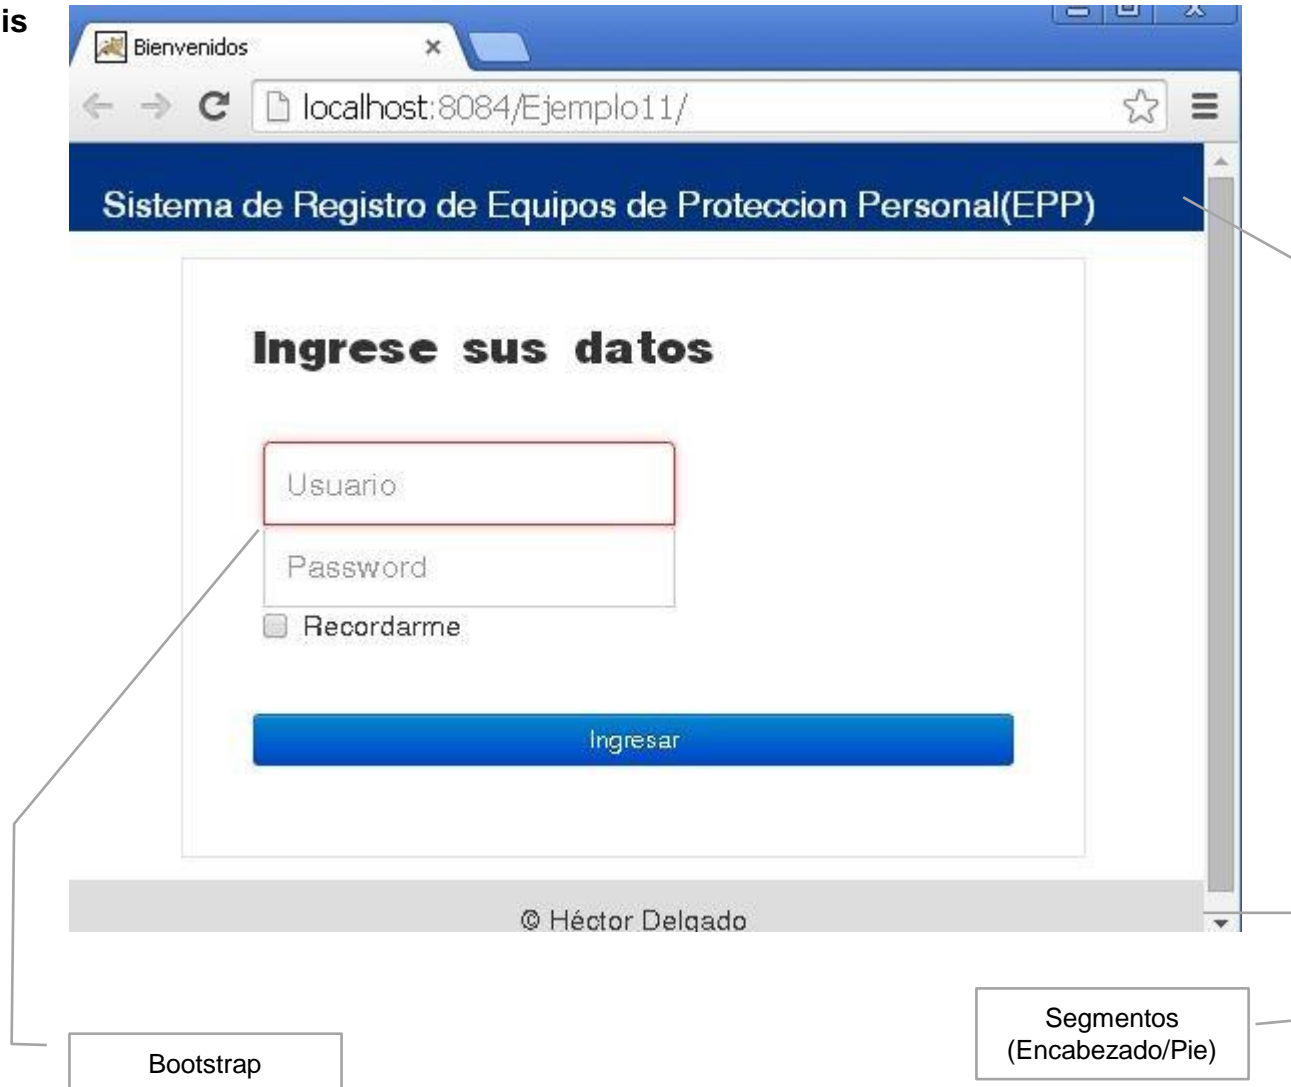 is
Bienvenidos
localhost:8084/Ejemplo11/
Sistema de Registro de Equipos de Proteccion Personal(EPP)
Ingrese sus datos
Usuario
Password
Recordarme
Ingresar
© Héctor Delgado
Segmentos
(Encabezado/Pie)
Bootstrap